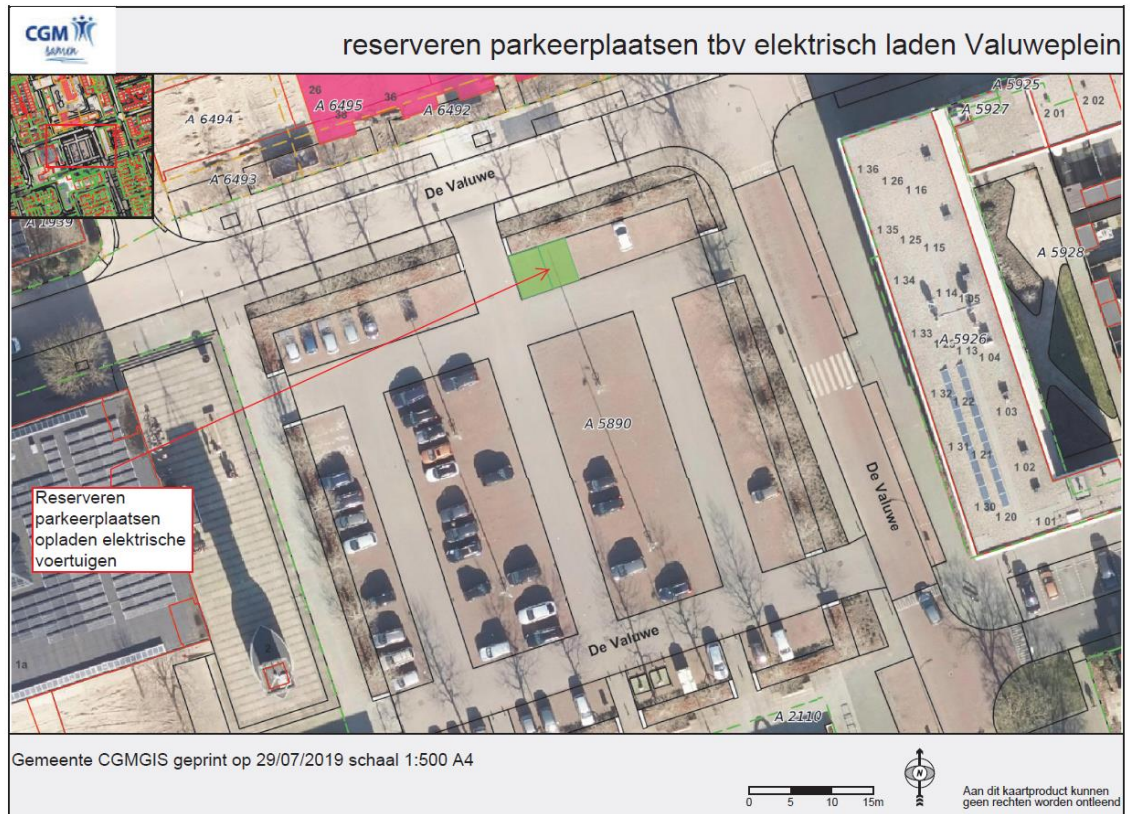 CGM
samen
reserveren parkeerplaatsen tbv elektrisch laden Valuweplein
26
A 6495
36
38
36
A 6492
A 6494
A 6493
A 1939
De Valuwe
A 5925
A 5927
2 02
2 01
1 36
1 26
1 16
1 35
1 25
1 15
A 5928
1 34
1 14
1 05
1 33
A 5926
1 13
1 04
1 32
1 22
1 03
1 31
1 21
1 02
1 30
1 20
1 01
A 5890
De Valuwe
De Valuwe
A 2110
Reserveren
parkeerplaatsen
opladen elektrische
voertuigen
1a
2
Gemeente CGMGIS geprint op 29/07/2019 schaal 1:500 A4
0 5 10 15m
N
Aan dit kaartproduct kunnen
geen rechten worden ontleend